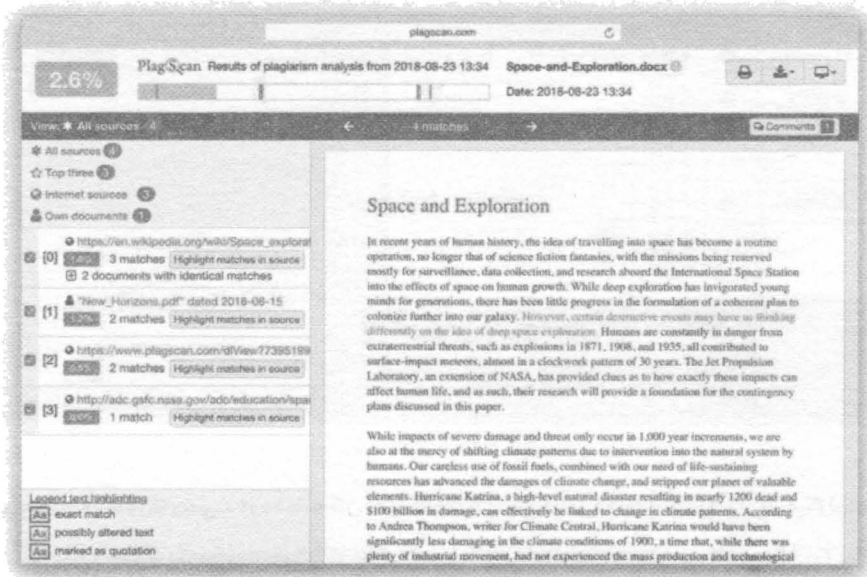 plagscan.com
2.6%
PlagScan Results of plagiarism analysis from 2018-08-23 13:34
Space-and-Exploration.docx
Date: 2018-08-23 13:34
View: All sources 4
4 matches
Comments 1
All sources 4
Top three 3
Internet sources 3
Own documents 1
[0] https://en.wikipedia.org/wiki/Space_explorat
3 matches Highlight matches in source
2 documents with identical matches
[1] "New_Horizons.pdf" dated 2018-08-15
2 matches Highlight matches in source
[2] https://www.plagscan.com/dlView?7395189
2 matches Highlight matches in source
[3] http://adc.gsfc.nasa.gov/adc/education/spa
1 match Highlight matches in source
Legend text highlighting
Aa exact match
Aa possibly altered text
Aa marked as quotation
Space and Exploration
In recent years of human history, the idea of travelling into space has become a routine
operation, no longer that of science fiction fantasies, with the missions being reserved
mostly for surveillance, data collection, and research aboard the International Space Station
into the effects of space on human growth. While deep exploration has invigorated young
minds for generations, there has been little progress in the formulation of a coherent plan to
colonize further into our galaxy. However, certain destructive events may have us thinking
differently on the idea of deep space exploration. Humans are constantly in danger from
extraterrestrial threats, such as explosions in 1871, 1908, and 1935, all contributed to
surface-impact meteors, almost in a clockwork pattern of 30 years. The Jet Propulsion
Laboratory, an extension of NASA, has provided clues as to how exactly these impacts can
affect human life, and as such, their research will provide a foundation for the contingency
plans discussed in this paper.
While impacts of severe damage and threat only occur in 1,000 year increments, we are
also at the mercy of shifting climate patterns due to intervention into the natural system by
humans. Our careless use of fossil fuels, combined with our need of life-sustaining
resources has advanced the damages of climate change, and stripped our planet of valuable
elements. Hurricane Katrina, a high-level natural disaster resulting in nearly 1200 dead and
$100 billion in damage, can effectively be linked to change in climate patterns. According
to Andrea Thompson, writer for Climate Central, Hurricane Katrina would have been
significantly less damaging in the climate conditions of 1900, a time that, while there was
plenty of industrial movement, had not experienced the mass production and technological